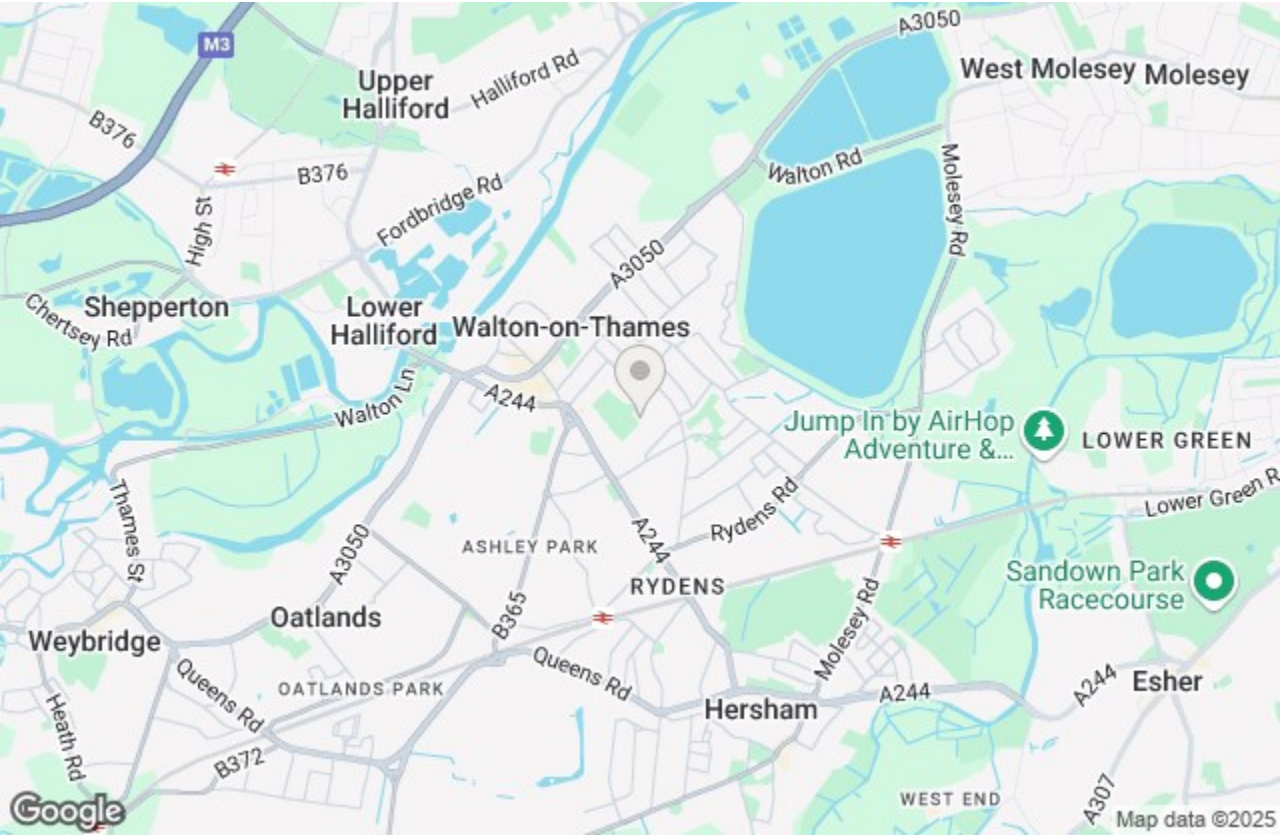 A3050
M3
West Molesey
Molesey
Upper
Halliford
Halliford Rd
B376
B376
Walton Rd
Molesey Rd
Fordbridge Rd
High St
A3050
Shepperton
Chertsey Rd
Lower
Halliford
Walton-on-Thames
Walton Ln
A244
Jump In by AirHop
Adventure &...
LOWER GREEN
Lower Green R
Thames St
Rydens Rd
A244
ASHLEY PARK
A3050
RYDENS
Sandown Park
Racecourse
B365
Oatlands
Molesey Rd
Weybridge
Queens Rd
Queens Rd
OATLANDS PARK
A244
A244
Esher
Hersham
Heath Rd
B372
WEST END
A307
Google
Map data ©2025